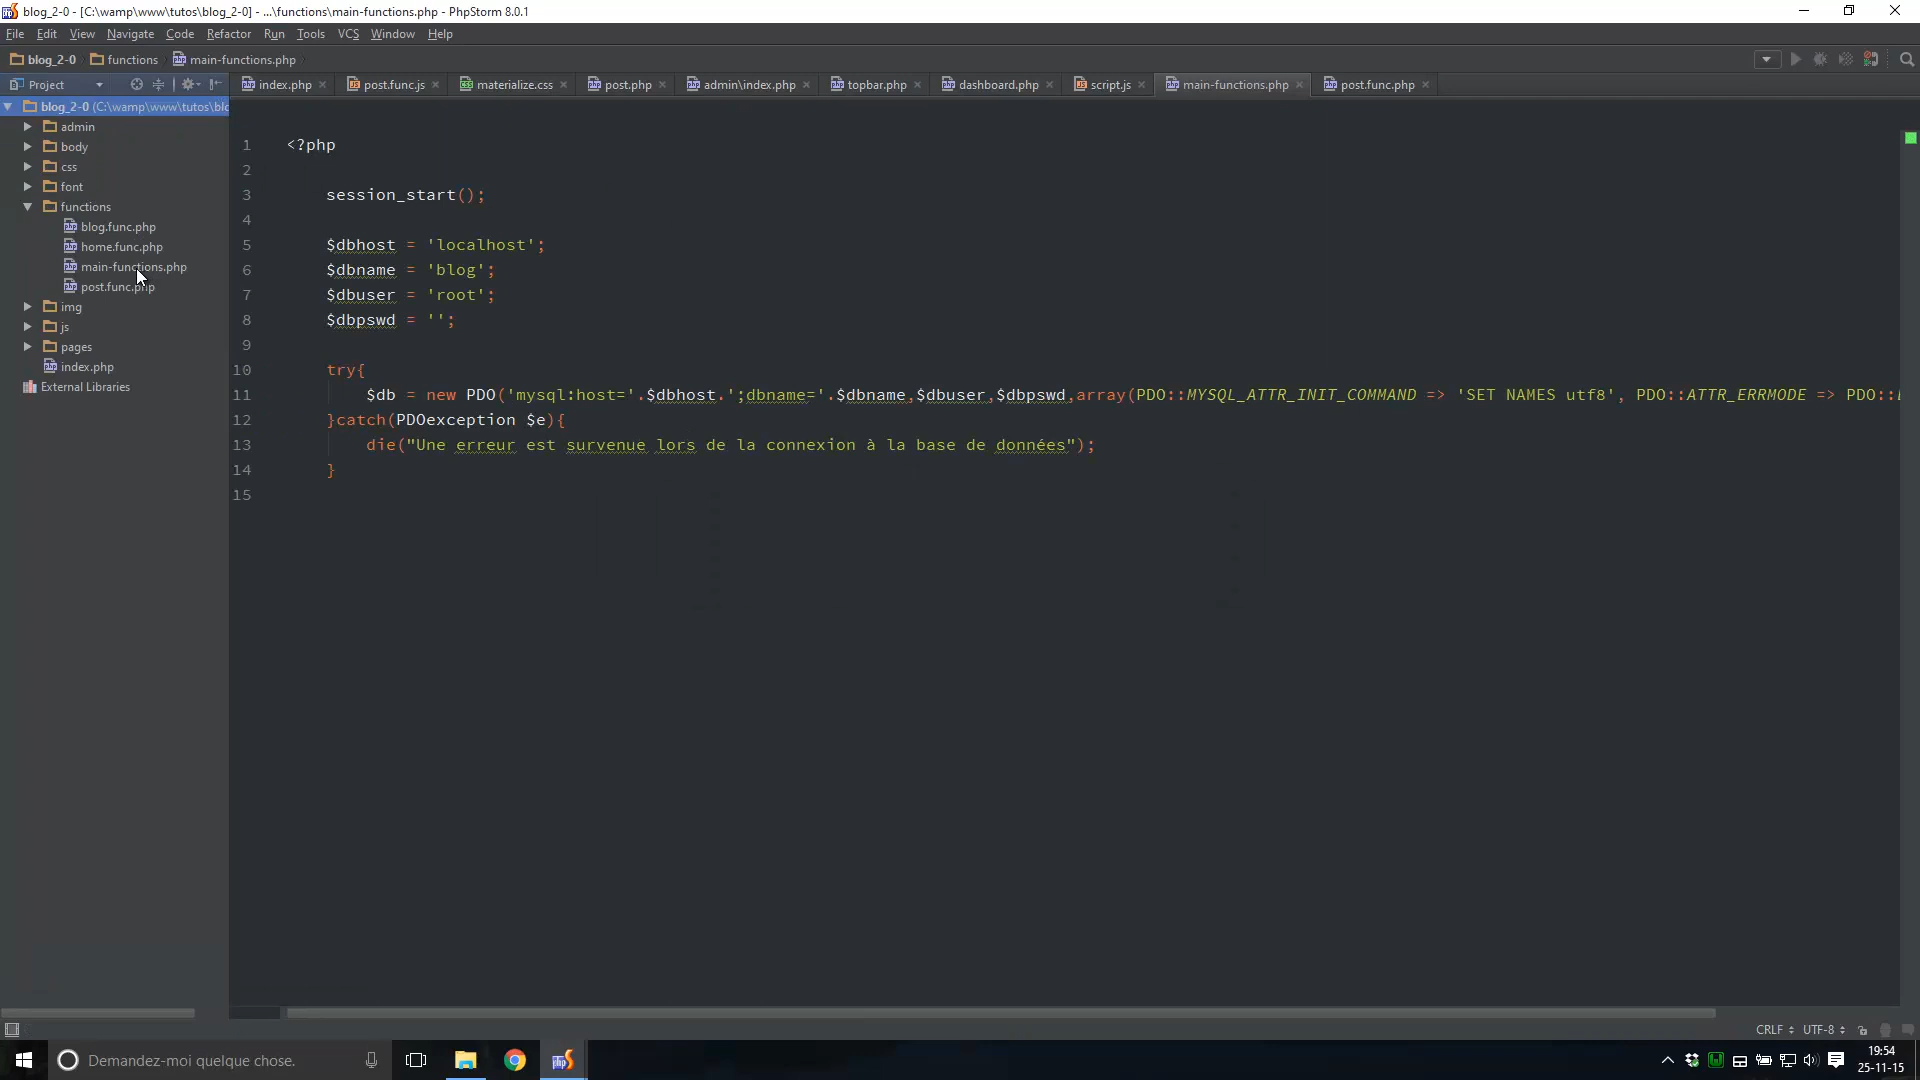 blog_2-0 - [C:\wamp\www\tutos\blog_2-0] - ...\functions\main-functions.php - PhpStorm 8.0.1
File Edit View Navigate Code Refactor Run Tools VCS Window Help
blog_2-0 functions main-functions.php
Project index.php post.func.js materialize.css post.php admin\index.php topbar.php dashboard.php script.js main-functions.php post.func.php
blog_2-0 (C:\wamp\www\tutos\blo
admin
body
css
font
functions
blog.func.php
home.func.php
main-functions.php
post.func.php
img
js
pages
index.php
External Libraries
1 <?php
2
3 session_start();
4
5 $dbhost = 'localhost';
6 $dbname = 'blog';
7 $dbuser = 'root';
8 $dbpswd = '';
9
10 try{
11 $db = new PDO('mysql:host='.$dbhost.';dbname='.$dbname,$dbuser,$dbpswd,array(PDO::MYSQL_ATTR_INIT_COMMAND => 'SET NAMES utf8', PDO::ATTR_ERRMODE => PDO::
12 }catch(PDOexception $e){
13 die("Une erreur est survenue lors de la connexion à la base de données");
14 }
15
CRLF UTF-8
Demandez-moi quelque chose.
19:54
25-11-15